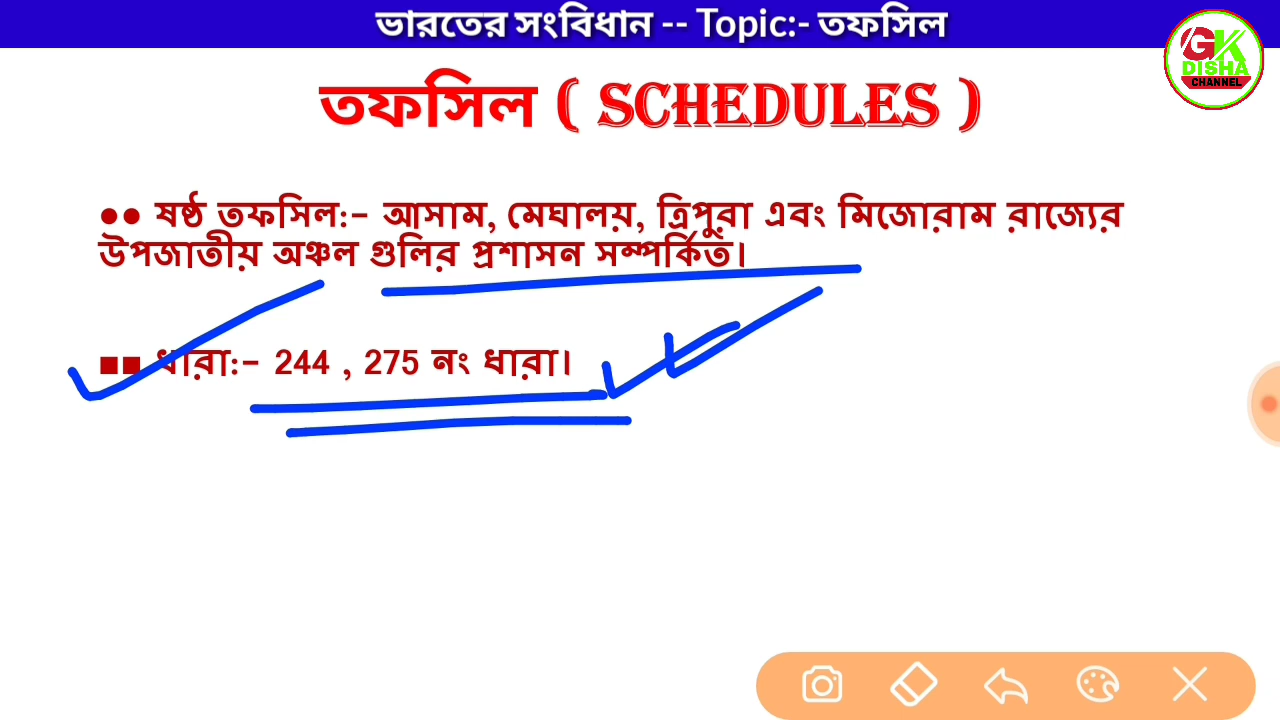 ভারতের সংবিধান -- Topic:- তফসিল
GK
DISHA
CHANNEL
তফসিল ( SCHEDULES )
●● ষষ্ঠ তফসিল:– আসাম, মেঘালয়, ত্রিপুরা এবং মিজোরাম রাজ্যের
উপজাতীয় অঞ্চল গুলির প্রশাসন সম্পর্কিত।
■■ ধারা:– 244 , 275 নং ধারা।